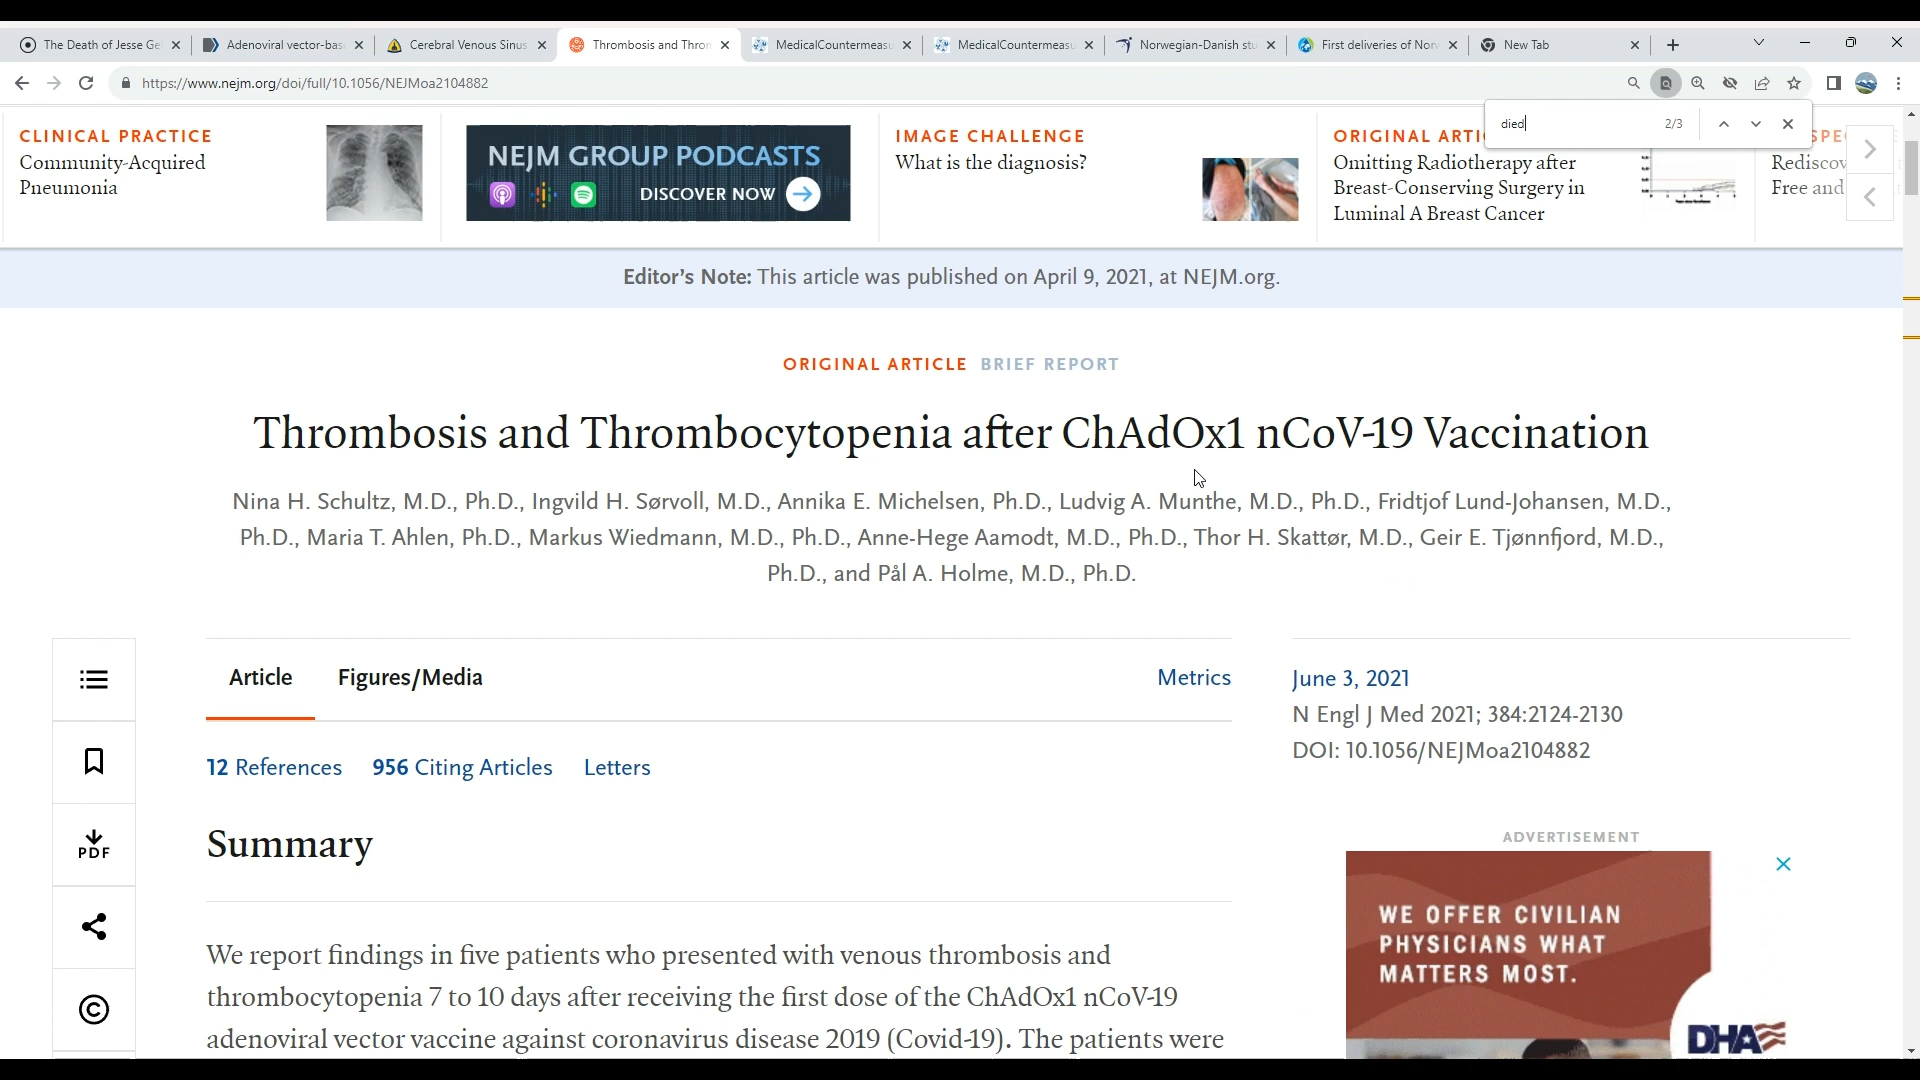 The Death of Jesse Ge
Adenoviral vector-bas
Cerebral Venous Sinus
Thrombosis and Throm
MedicalCountermeasu
MedicalCountermeasu
Norwegian-Danish stu
First deliveries of Nor
New Tab
https://www.nejm.org/doi/full/10.1056/NEJMoa2104882
died
2/3
CLINICAL PRACTICE
Community-Acquired
Pneumonia
NEJM GROUP PODCASTS
DISCOVER NOW
IMAGE CHALLENGE
What is the diagnosis?
ORIGINAL ARTI
Omitting Radiotherapy after
Breast-Conserving Surgery in
Luminal A Breast Cancer
SPE
Rediscov
Free and
Editor's Note: This article was published on April 9, 2021, at NEJM.org.
ORIGINAL ARTICLE BRIEF REPORT
Thrombosis and Thrombocytopenia after ChAdOx1 nCoV-19 Vaccination
Nina H. Schultz, M.D., Ph.D., Ingvild H. Sørvoll, M.D., Annika E. Michelsen, Ph.D., Ludvig A. Munthe, M.D., Ph.D., Fridtjof Lund-Johansen, M.D.,
Ph.D., Maria T. Ahlen, Ph.D., Markus Wiedmann, M.D., Ph.D., Anne-Hege Aamodt, M.D., Ph.D., Thor H. Skattør, M.D., Geir E. Tjønnfjord, M.D.,
Ph.D., and Pål A. Holme, M.D., Ph.D.
Article
Figures/Media
Metrics
June 3, 2021
N Engl J Med 2021; 384:2124-2130
DOI: 10.1056/NEJMoa2104882
12 References
956 Citing Articles
Letters
PDF
Summary
ADVERTISEMENT
WE OFFER CIVILIAN
PHYSICIANS WHAT
MATTERS MOST.
DHA
We report findings in five patients who presented with venous thrombosis and
thrombocytopenia 7 to 10 days after receiving the first dose of the ChAdOx1 nCoV-19
adenoviral vector vaccine against coronavirus disease 2019 (Covid-19). The patients were